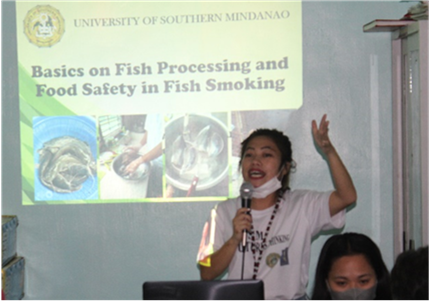 UNIVERSITY OF SOUTHERN MINDANAO
Basics on Fish Processing and
Food Safety in Fish Smoking